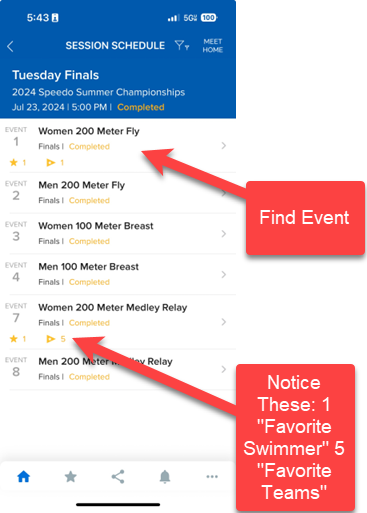 5:43
5G 100
SESSION SCHEDULE
MEET
HOME
Tuesday Finals
2024 Speedo Summer Championships
Jul 23, 2024 | 5:00 PM | Completed
EVENT
1
Women 200 Meter Fly
Finals | Completed
1 1
EVENT
2
Men 200 Meter Fly
Finals | Completed
EVENT
3
Women 100 Meter Breast
Finals | Completed
EVENT
4
Men 100 Meter Breast
Finals | Completed
EVENT
7
Women 200 Meter Medley Relay
Finals | Completed
1 5
EVENT
8
Men 200 Meter Medley Relay
Finals | Completed
Find Event
Notice
These: 1
"Favorite
Swimmer" 5
"Favorite
Teams"